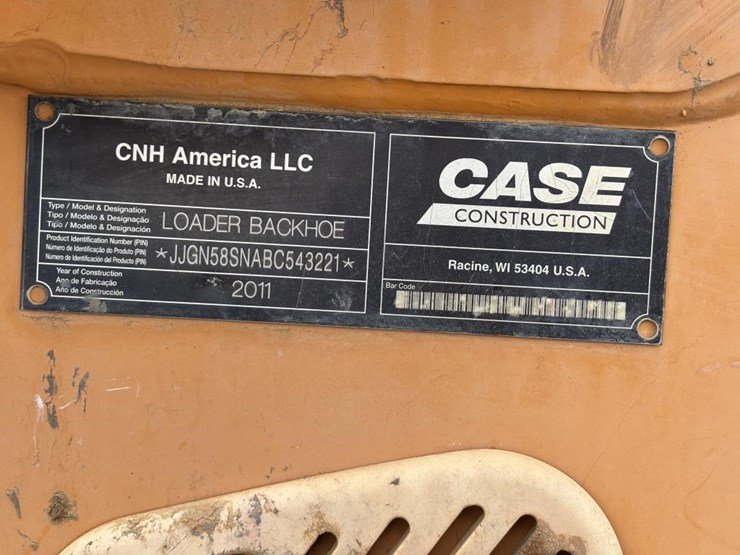 CNH America LLC
MADE IN U.S.A.
Type / Model & Designation
Tipo / Modelo & Designação
Tipo / Modelo & Designación
LOADER BACKHOE
Product Identification Number (PIN)
Número de Identificação do Produto (PIN)
Número de Identificación del Producto (PIN)
*JJGN58SNABC543221*
Year of Construction
Ano de Fabricação
Año de Construcción
2011
CASE
CONSTRUCTION
Racine, WI 53404 U.S.A.
Bar Code